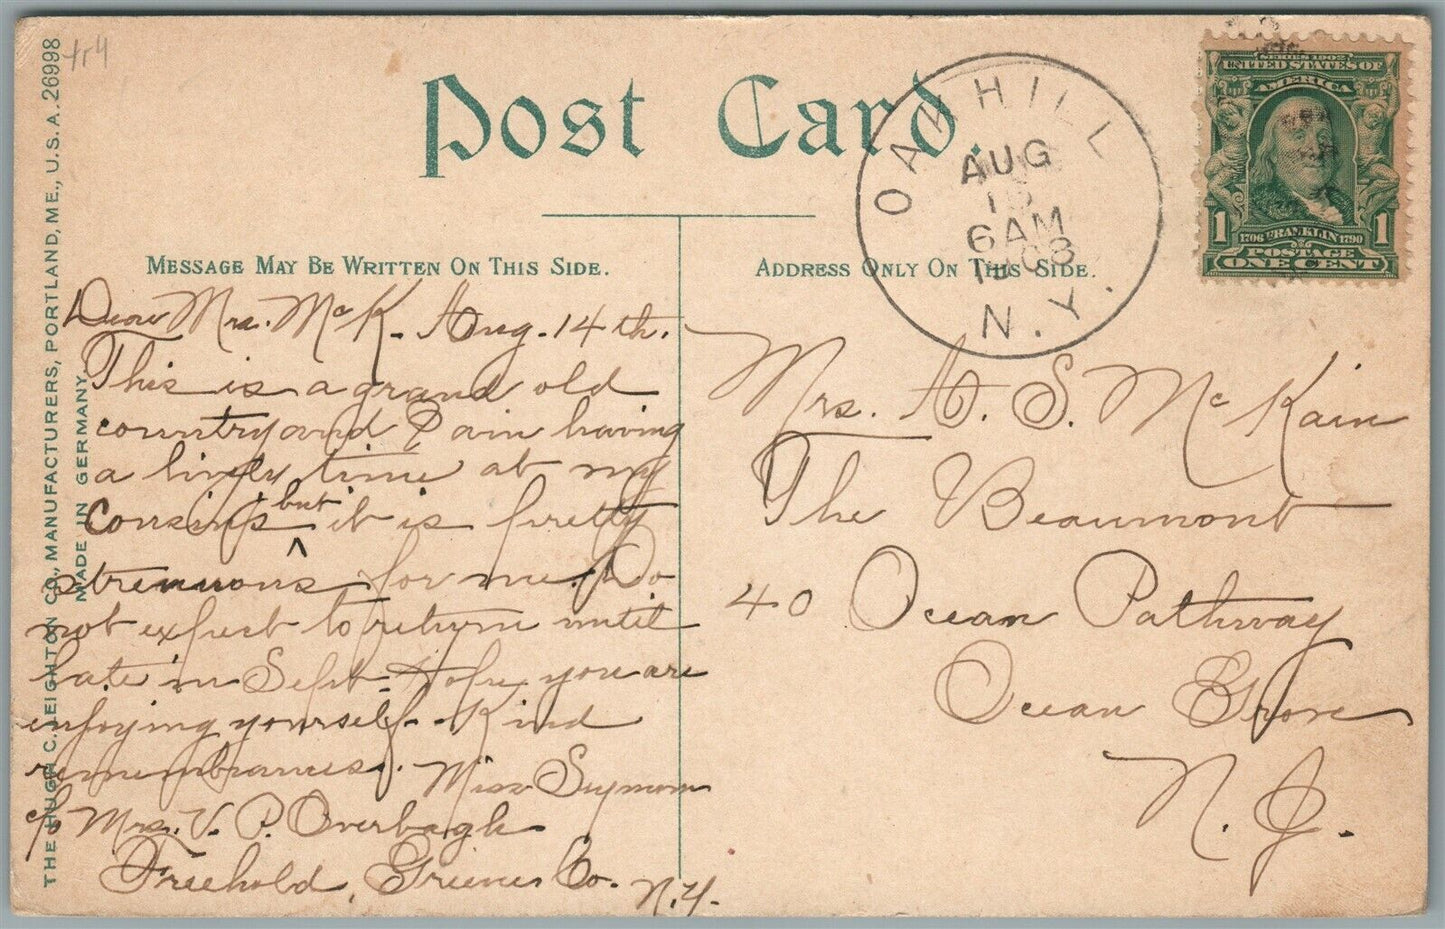 454
Post Card.
OAK HILL
AUG
15
6AM
1908
N.Y.
SERIES 1902
UNITED STATES OF
AMERICA
1 1706 FRANKLIN 1790 1
POSTAGE
ONE CENT
MESSAGE MAY BE WRITTEN ON THIS SIDE.
ADDRESS ONLY ON THIS SIDE.
Dear Mrs. McK. Aug. 14th.
This is a grand old
country and I am having
a lively time at my
Cousin's but it is pretty
strenuous for me. Do
not expect to return until
late in Sept. Hope you are
enjoying yourself. Kind
remembrances. Miss Seymour
c/o Mrs. V. P. Overbagh
Freehold, Greene Co. N.Y.
Mrs. A. S. McKain
The Beaumont
40 Ocean Pathway
Ocean Grove
N. J.
THE HUGH C. LEIGHTON CO., MANUFACTURERS, PORTLAND, ME., U.S.A. 26998
MADE IN GERMANY.